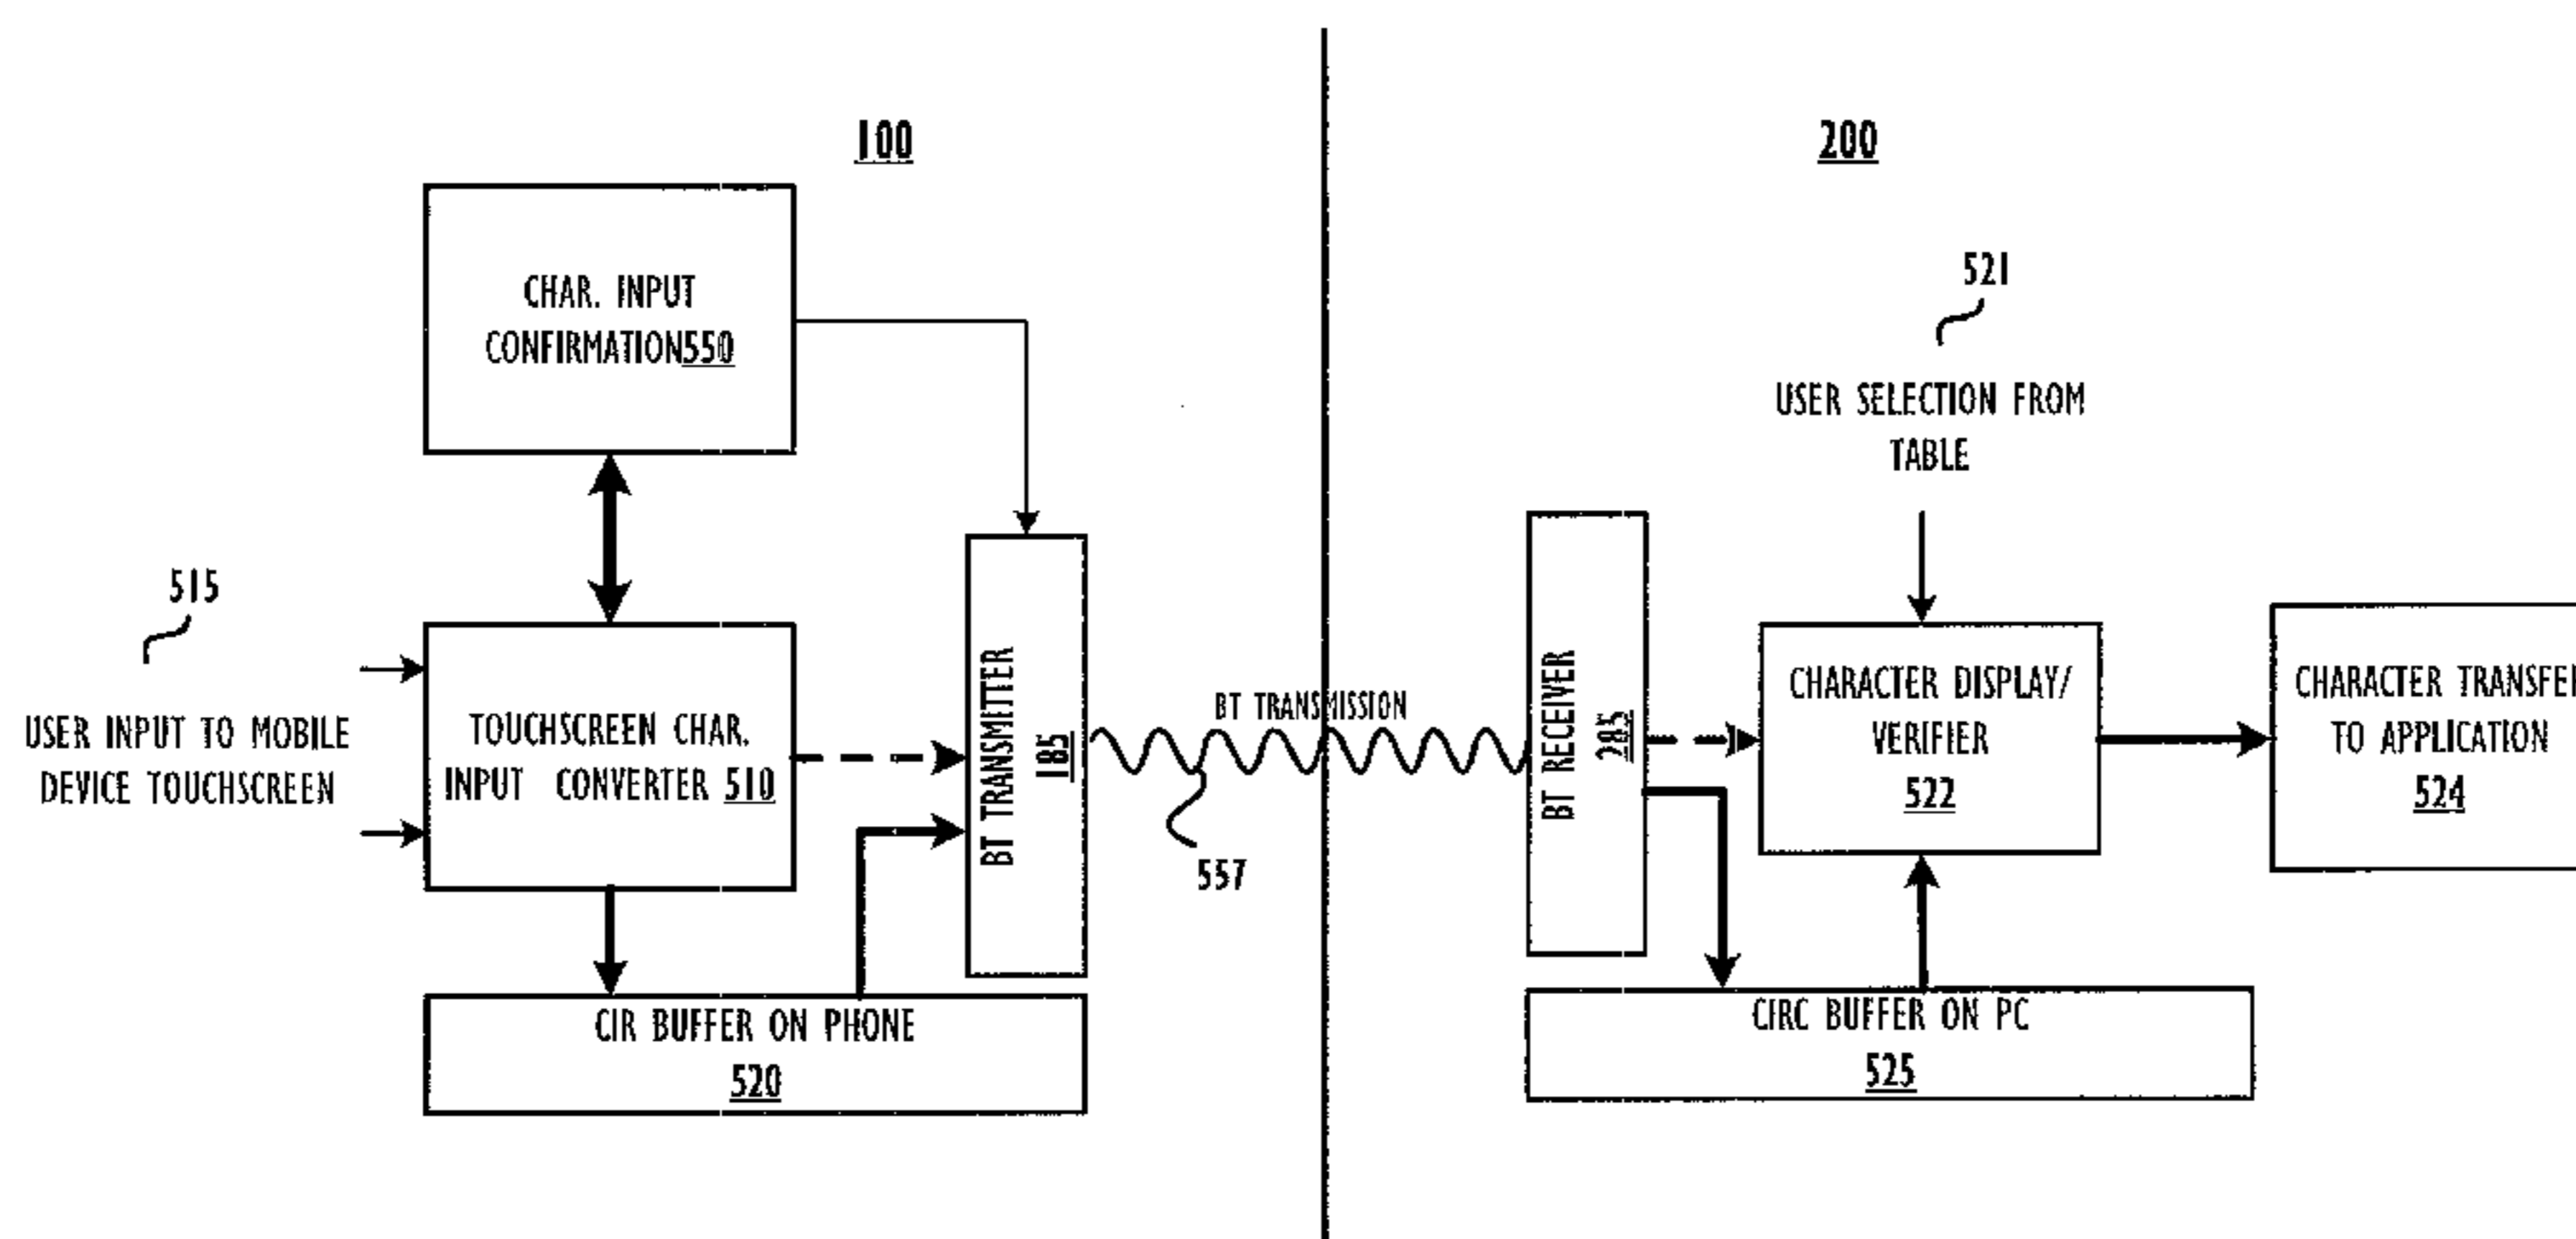 100
200
CHAR. INPUT
CONFIRMATION550
521
USER SELECTION FROM
TABLE
515
USER INPUT TO MOBILE
DEVICE TOUCHSCREEN
TOUCHSCREEN CHAR.
INPUT CONVERTER 510
BT TRANSMITTER
185
BT TRANSMISSION
557
BT RECEIVER
285
CHARACTER DISPLAY/
VERIFIER
522
CHARACTER TRANSFE
TO APPLICATION
524
CIR BUFFER ON PHONE
520
CIRC BUFFER ON PC
525